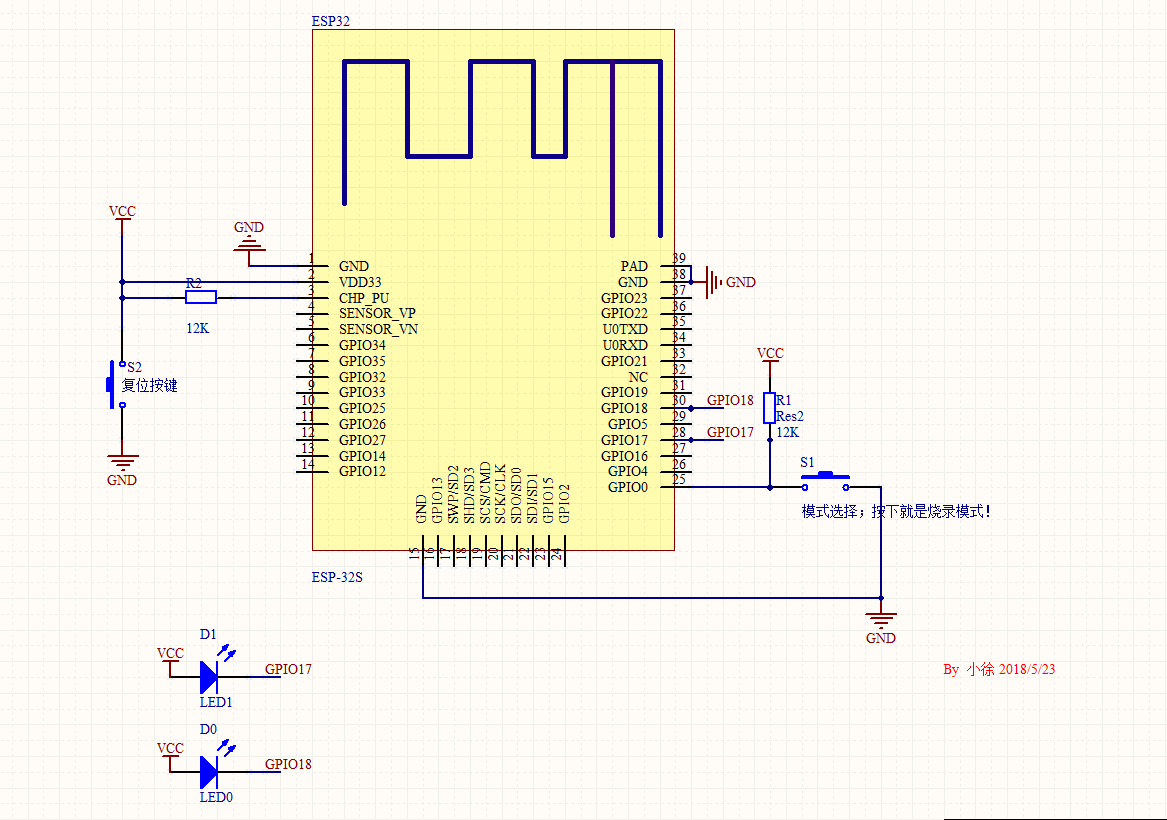 ESP32
VCC
GND
R2
12K
S2
复位按键
GND
1 GND
2 VDD33
3 CHP_PU
4 SENSOR_VP
5 SENSOR_VN
6 GPIO34
7 GPIO35
8 GPIO32
9 GPIO33
10 GPIO25
11 GPIO26
12 GPIO27
13 GPIO14
14 GPIO12
PAD 39
GND 38
GND
GPIO23 37
GPIO22 36
U0TXD 35
U0RXD 34
GPIO21 33
NC 32
GPIO19 31
GPIO18 30
GPIO18
GPIO5 29
GPIO17 28
GPIO17
GPIO16 27
GPIO4 26
GPIO0 25
VCC
R1
Res2
12K
S1
模式选择；按下就是烧录模式！
15 GND
16 GPIO13
17 SWP/SD2
18 SHD/SD3
19 SCS/CMD
20 SCK/CLK
21 SDO/SD0
22 SDI/SD1
23 GPIO15
24 GPIO2
ESP-32S
GND
D1
VCC
GPIO17
LED1
D0
VCC
GPIO18
LED0
By 小徐 2018/5/23